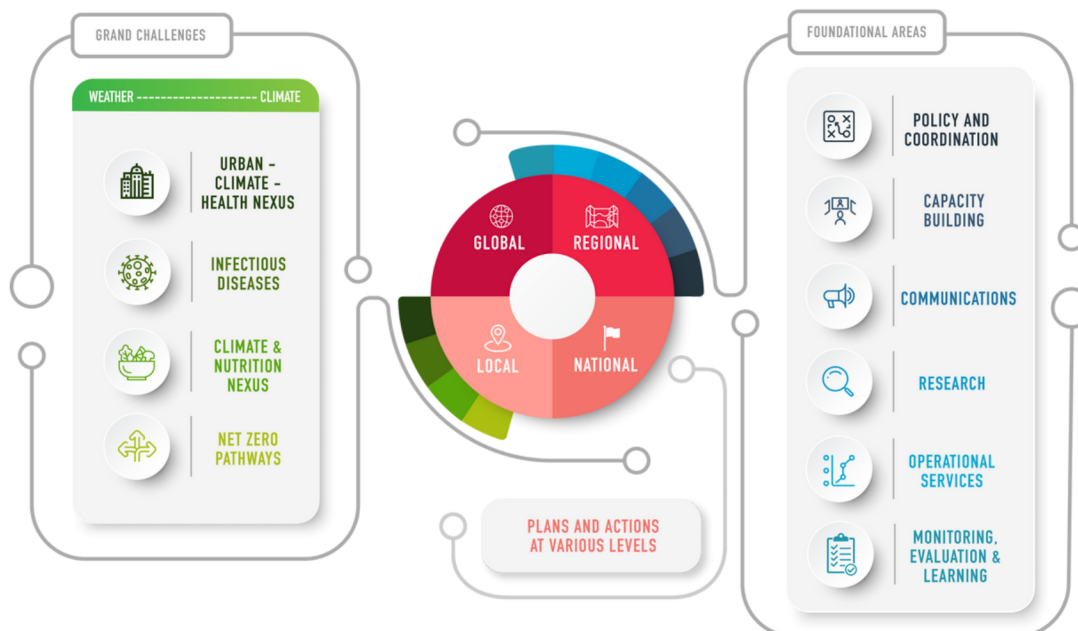 GRAND CHALLENGES
WEATHER -------------------- CLIMATE
URBAN -
CLIMATE -
HEALTH NEXUS
INFECTIOUS
DISEASES
CLIMATE &
NUTRITION
NEXUS
NET ZERO
PATHWAYS
GLOBAL
REGIONAL
LOCAL
NATIONAL
PLANS AND ACTIONS
AT VARIOUS LEVELS
FOUNDATIONAL AREAS
POLICY AND
COORDINATION
CAPACITY
BUILDING
COMMUNICATIONS
RESEARCH
OPERATIONAL
SERVICES
MONITORING,
EVALUATION &
LEARNING